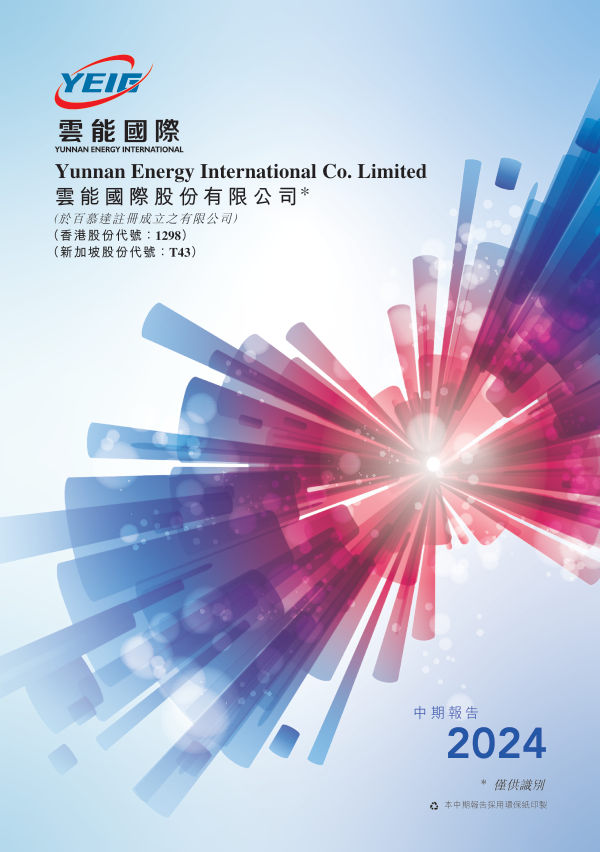 YEIG
雲能國際
YUNNAN ENERGY INTERNATIONAL
Yunnan Energy International Co. Limited
雲能國際股份有限公司*
(於百慕達註冊成立之有限公司)
(香港股份代號：1298)
(新加坡股份代號：T43)
中期報告
2024
* 僅供識別
本中期報告採用環保紙印製